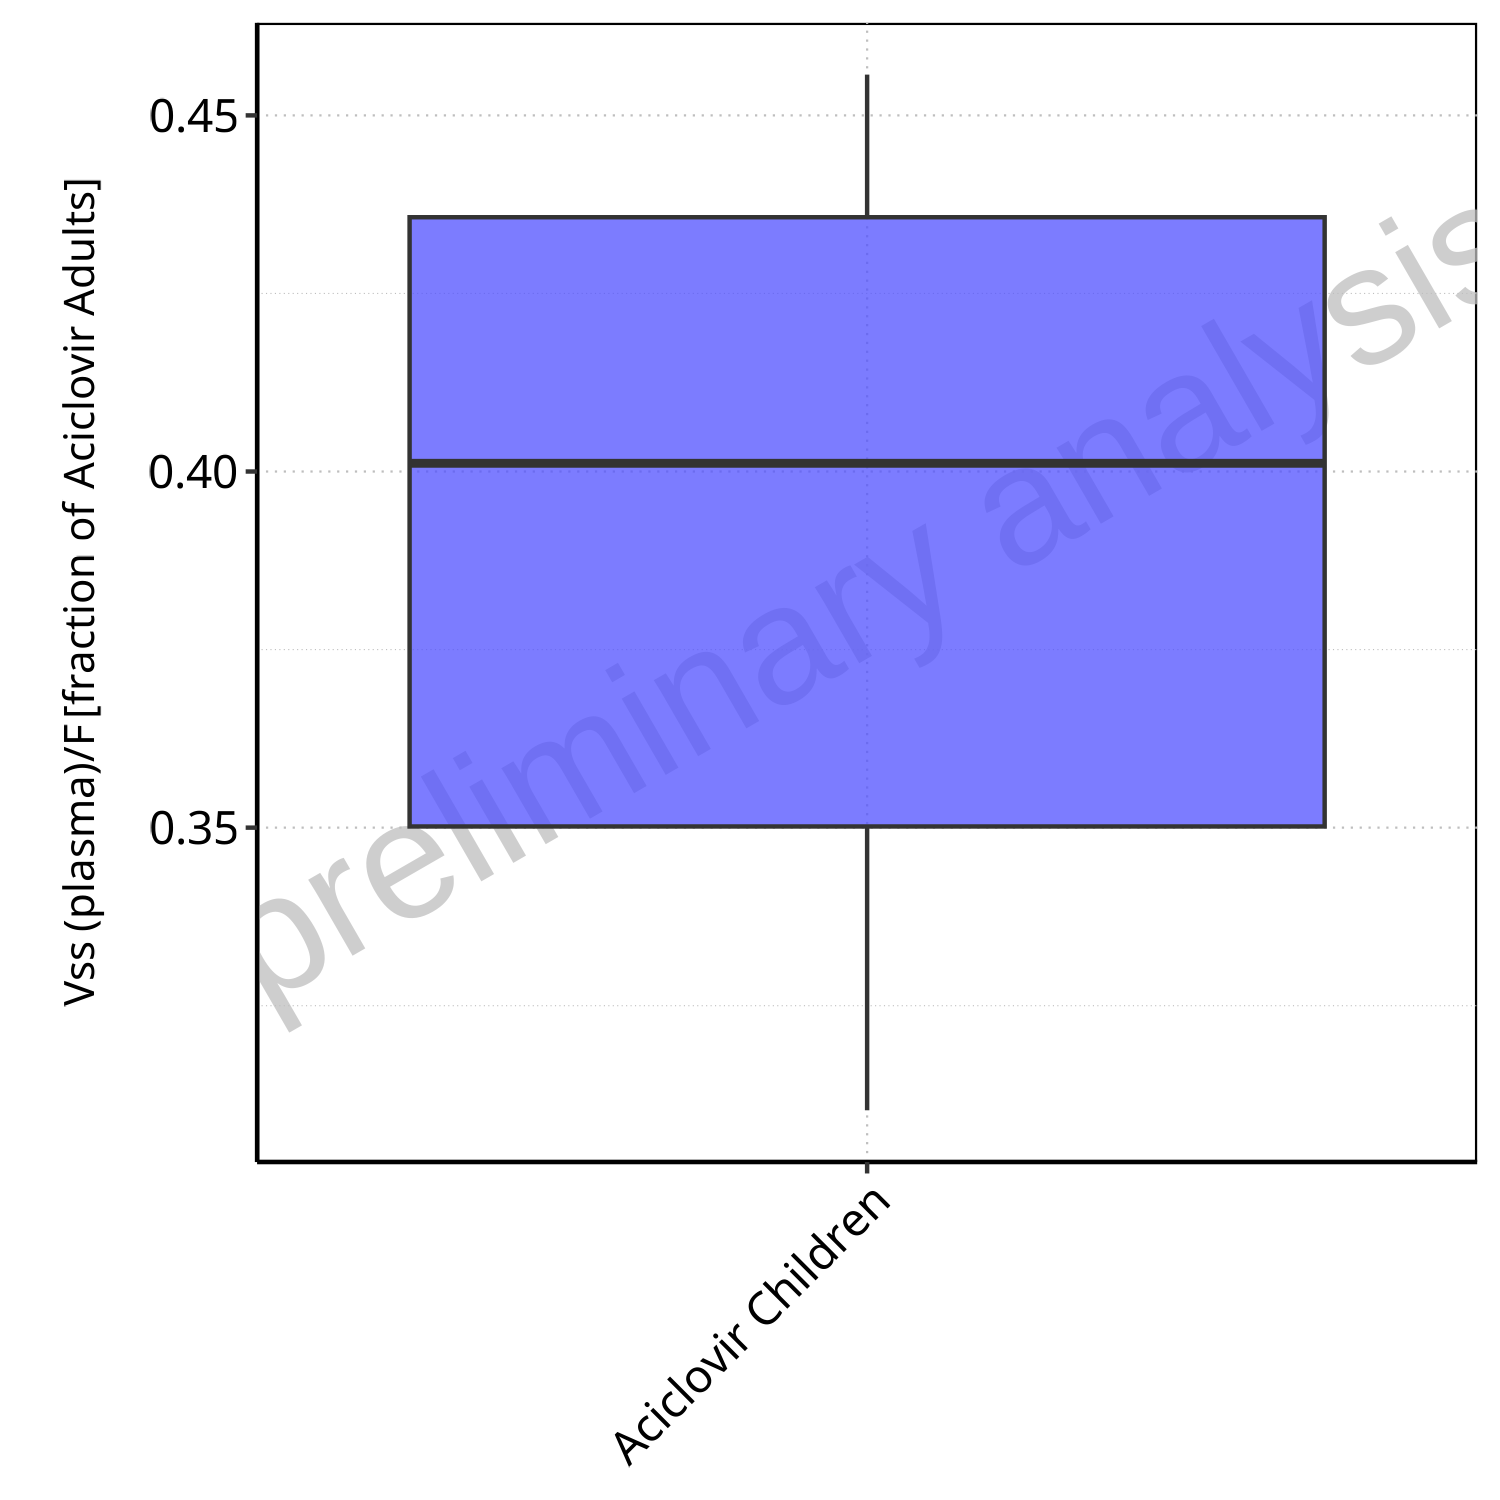 Vss (plasma)/F [fraction of Aciclovir Adults]
0.45
0.40
0.35
preliminary analysis
Aciclovir Children